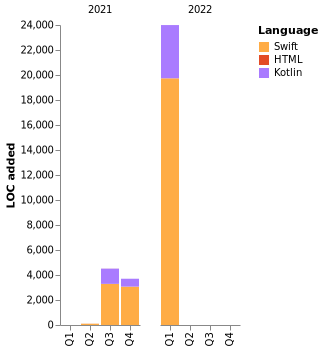 2021
2022
Language
Swift
HTML
Kotlin
LOC added
24,000
22,000
20,000
18,000
16,000
14,000
12,000
10,000
8,000
6,000
4,000
2,000
0
Q1
Q2
Q3
Q4
Q1
Q2
Q3
Q4